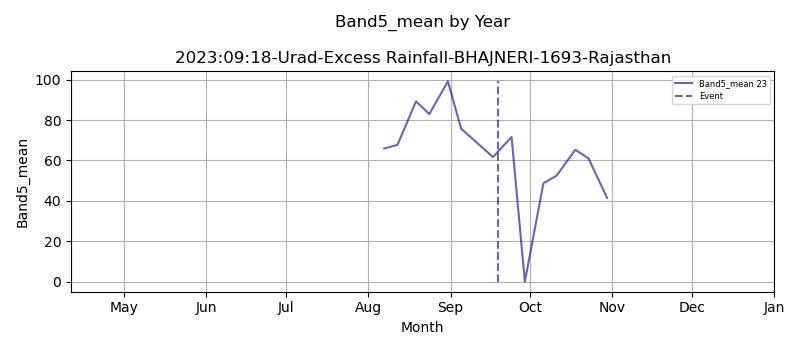 Band5_mean by Year
2023:09:18-Urad-Excess Rainfall-BHAJNERI-1693-Rajasthan
100
80
60
40
20
0
Band5_mean
Band5_mean 23
Event
May Jun Jul Aug Sep Oct Nov Dec Jan
Month